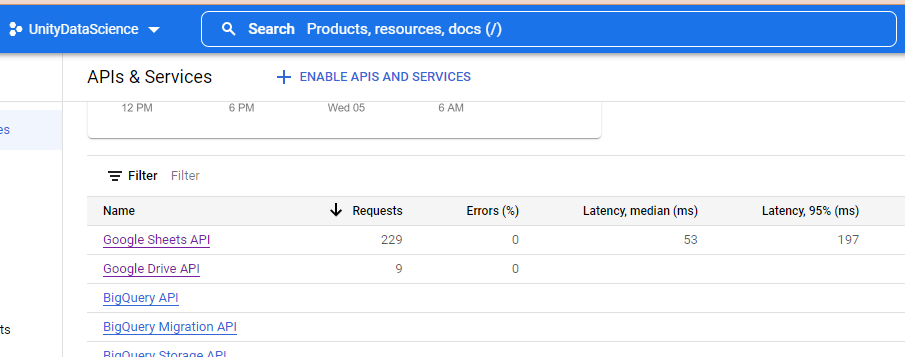 UnityDataScience
Search Products, resources, docs (/)
APIs & Services
ENABLE APIS AND SERVICES
12 PM 6 PM Wed 05 6 AM
es
Filter Filter
Name Requests Errors (%) Latency, median (ms) Latency, 95% (ms)
Google Sheets API 229 0 53 197
Google Drive API 9 0
BigQuery API
BigQuery Migration API
ts
BigQuery Storage API